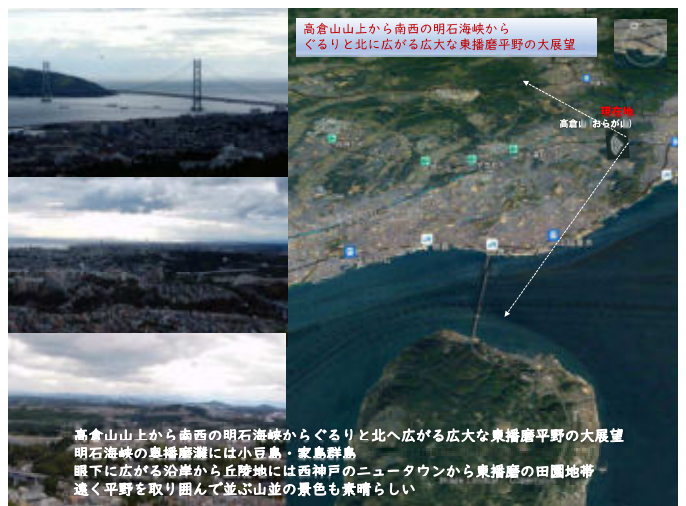 高倉山山上から南西の明石海峡から
ぐるりと北に広がる広大な東播磨平野の大展望
現在地
高倉山（おらが山）
高倉山山上から南西の明石海峡からぐるりと北へ広がる広大な東播磨平野の大展望
明石海峡の奥播磨灘には小豆島・家島群島
眼下に広がる沿岸から丘陵地には西神戸のニュータウンから東播磨の田園地帯
遠く平野を取り囲んで並ぶ山並の景色も素晴らしい